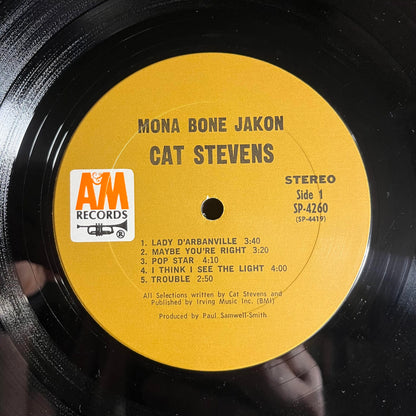 MONA BONE JAKON
CAT STEVENS
A&M
RECORDS
®
STEREO
Side 1
SP-4260
(SP-4419)
1. LADY D'ARBANVILLE 3:40
2. MAYBE YOU'RE RIGHT 3:20
3. POP STAR 4:10
4. I THINK I SEE THE LIGHT 4:00
5. TROUBLE 2:50
All Selections written by Cat Stevens and
Published by Irving Music Inc. (BMI)
Produced by Paul Samwell-Smith